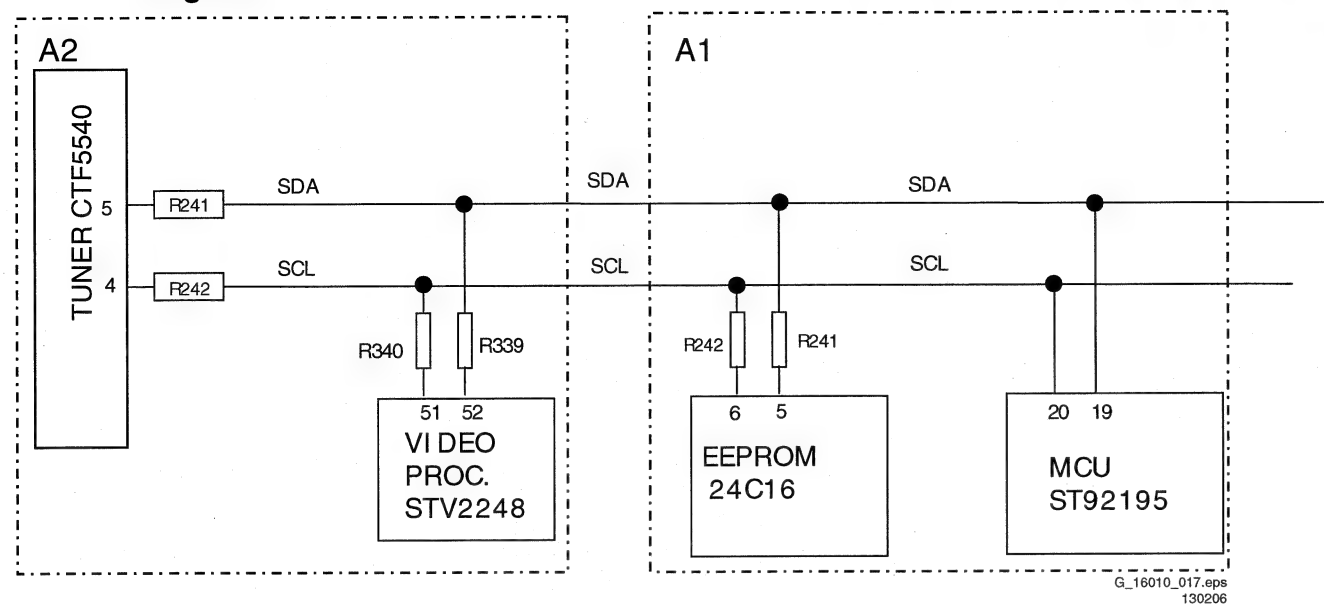 A2
A1
TUNER CTF5540
5
R241
SDA
SDA
SDA
4
R242
SCL
SCL
SCL
R340
R339
R242
R241
51 52
VIDEO
PROC.
STV2248
6 5
EEPROM
24C16
20 19
MCU
ST92195
G_16010_017.eps
130206